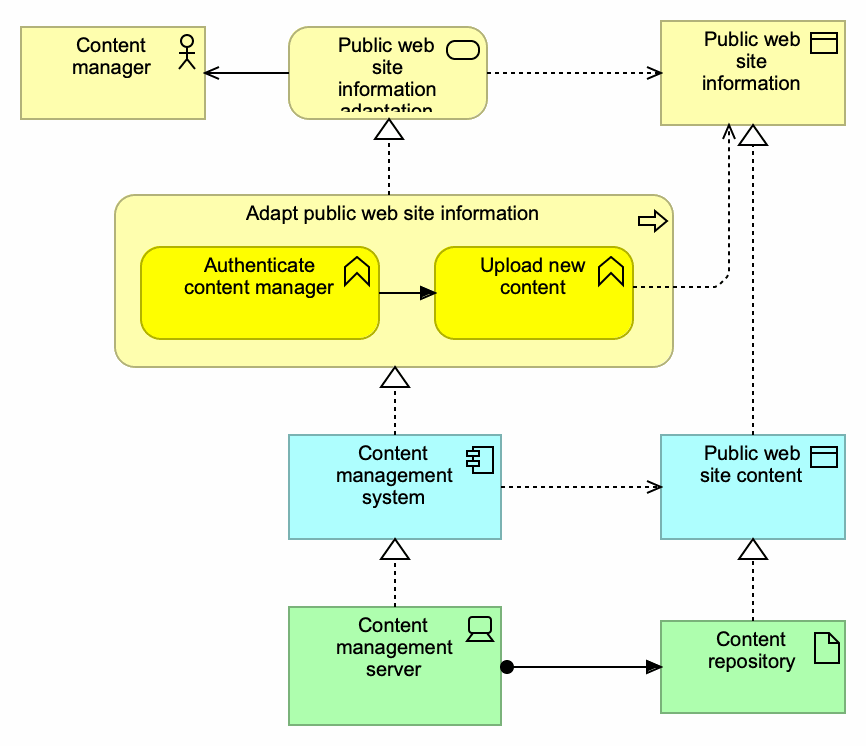 Content
manager
Public web
site
information
adaptation
Public web
site
information
Adapt public web site information
Authenticate
content manager
Upload new
content
Content
management
system
Public web
site content
Content
management
server
Content
repository